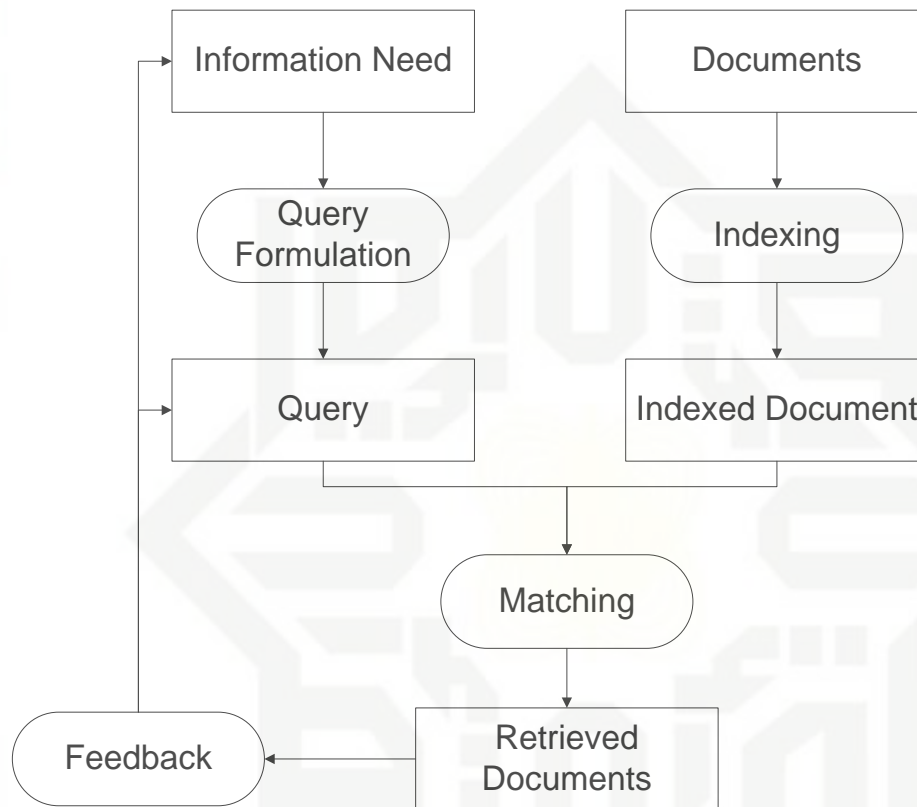 Information Need
Documents
Query
Formulation
Indexing
Query
Indexed Document
Matching
Feedback
Retrieved
Documents